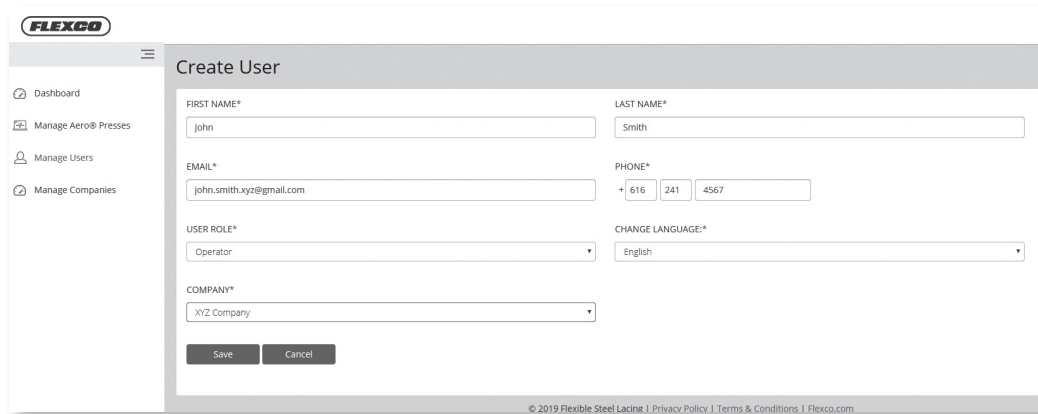 FLEXCO
Create User
Dashboard
Manage Aero® Presses
Manage Users
Manage Companies
FIRST NAME* LAST NAME*
John Smith
EMAIL* PHONE*
john.smith.xyz@gmail.com + 616 241 4567
USER ROLE* CHANGE LANGUAGE:*
Operator English
COMPANY*
XYZ Company
Save Cancel
© 2019 Flexible Steel Lacing | Privacy Policy | Terms & Conditions | Flexco.com